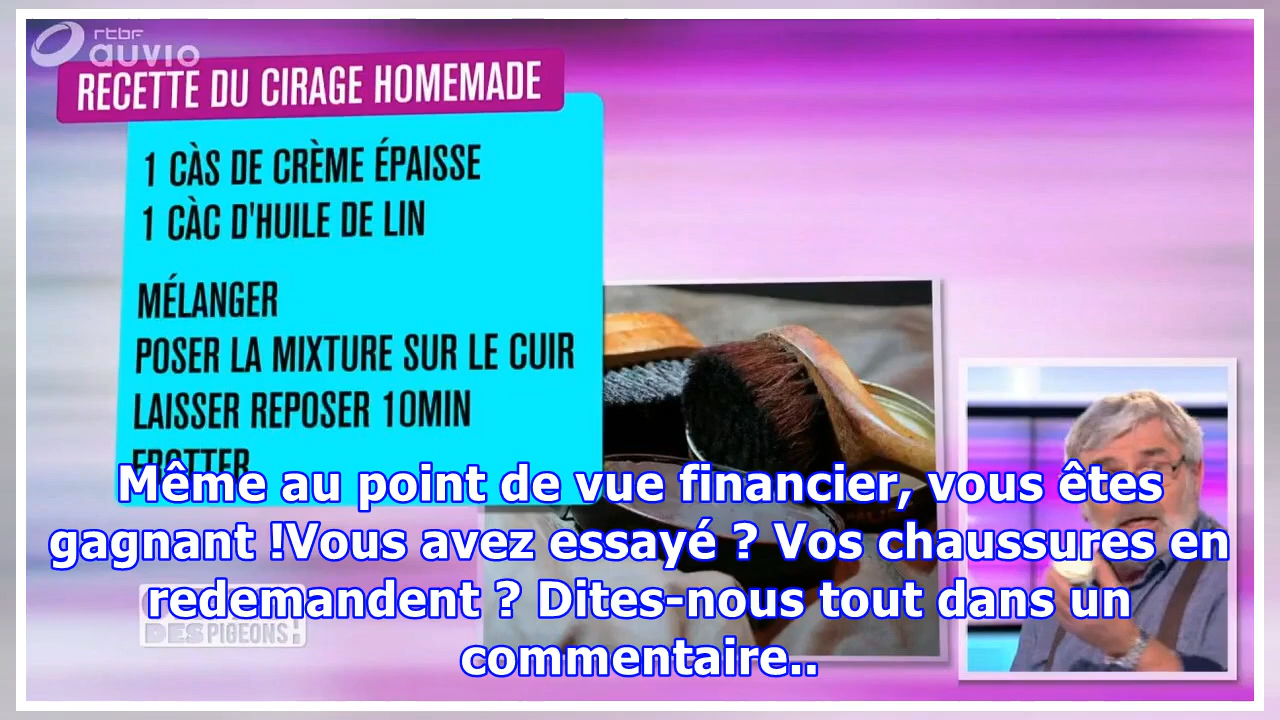 rtbf
auvio
RECETTE DU CIRAGE HOMEMADE
1 CÀS DE CRÈME ÉPAISSE
1 CÀC D'HUILE DE LIN
MÉLANGER
POSER LA MIXTURE SUR LE CUIR
LAISSER REPOSER 10MIN
FROTTER
Même au point de vue financier, vous êtes
gagnant !Vous avez essayé ? Vos chaussures en
redemandent ? Dites-nous tout dans un
commentaire..
DES PIGEONS!